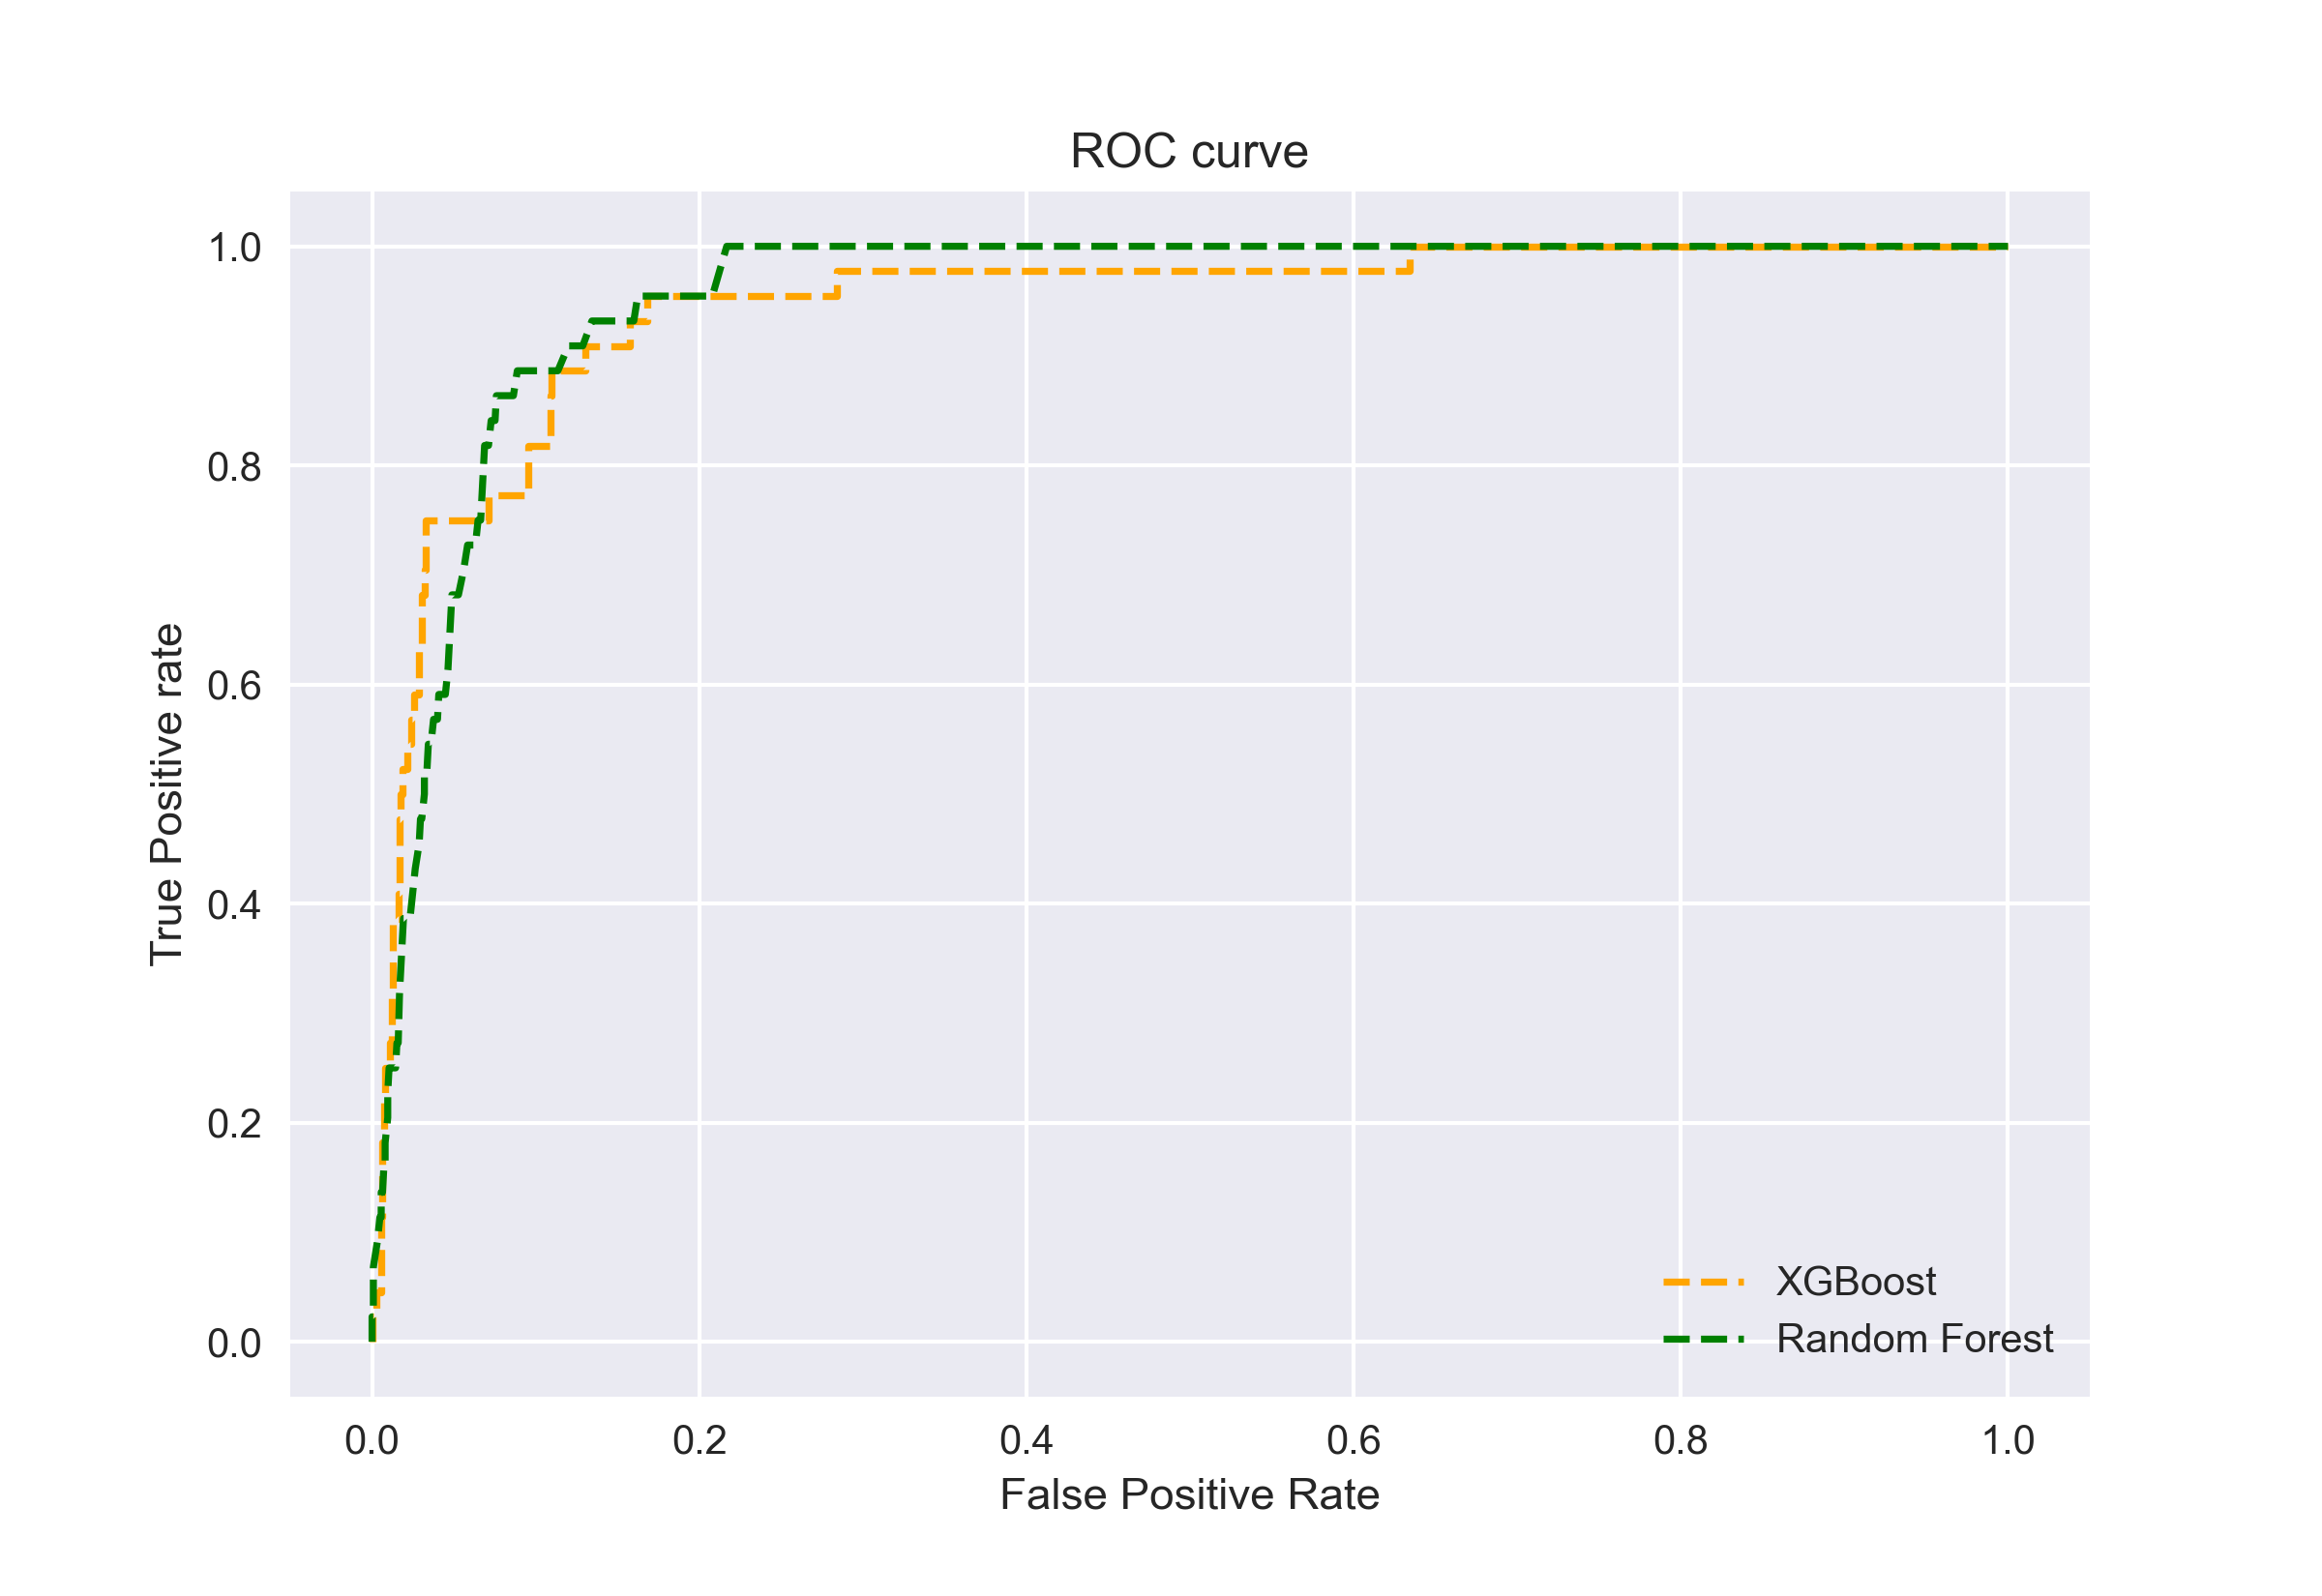 ROC curve
True Positive rate
1.0
0.8
0.6
0.4
0.2
0.0
XGBoost
Random Forest
0.0 0.2 0.4 0.6 0.8 1.0
False Positive Rate